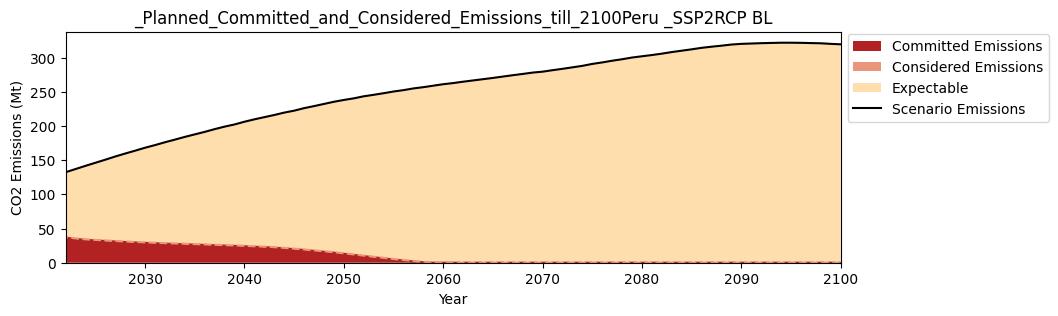 _Planned_Committed_and_Considered_Emissions_till_2100Peru _SSP2RCP BL
CO2 Emissions (Mt)
300
250
200
150
100
50
0
2030
2040
2050
2060
2070
2080
2090
2100
Year
Committed Emissions
Considered Emissions
Expectable
Scenario Emissions